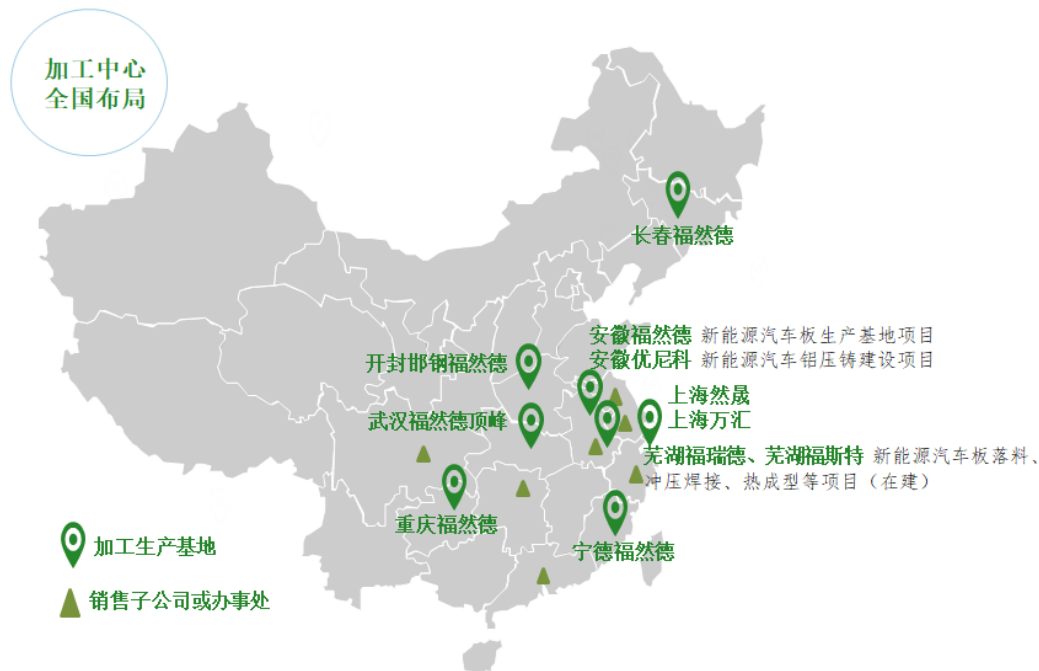 加工中心
全国布局
长春福然德
安徽福然德 新能源汽车板生产基地项目
安徽优尼科 新能源汽车铝压铸建设项目
开封邯钢福然德
上海然晟
上海万汇
武汉福然德顶峰
芜湖福瑞德、芜湖福斯特 新能源汽车板落料、
冲压焊接、热成型等项目（在建）
重庆福然德
宁德福然德
加工生产基地
销售子公司或办事处